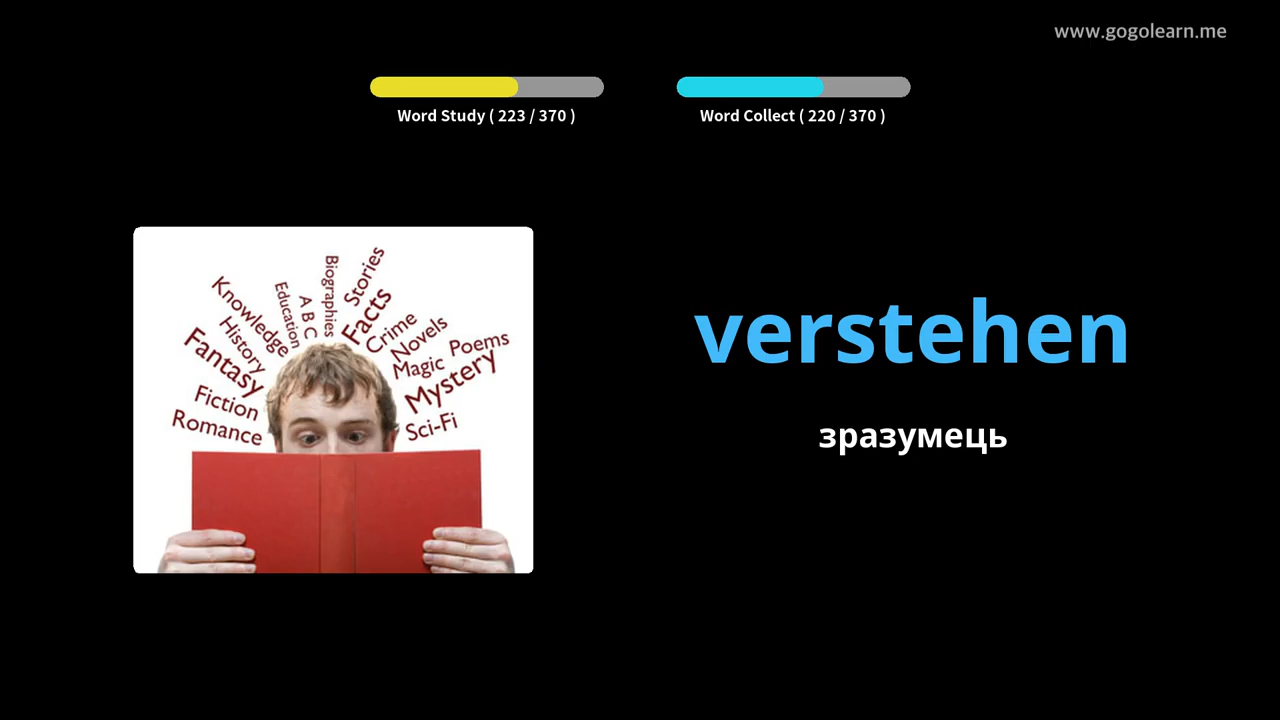 www.gogolearn.me
Word Study ( 223 / 370 )
Word Collect ( 220 / 370 )
Biographies
Stories
Knowledge
Education
A B C
Facts
History
Crime
Novels
Fantasy
Magic
Poems
Fiction
Mystery
Romance
Sci-Fi
verstehen
зразумець